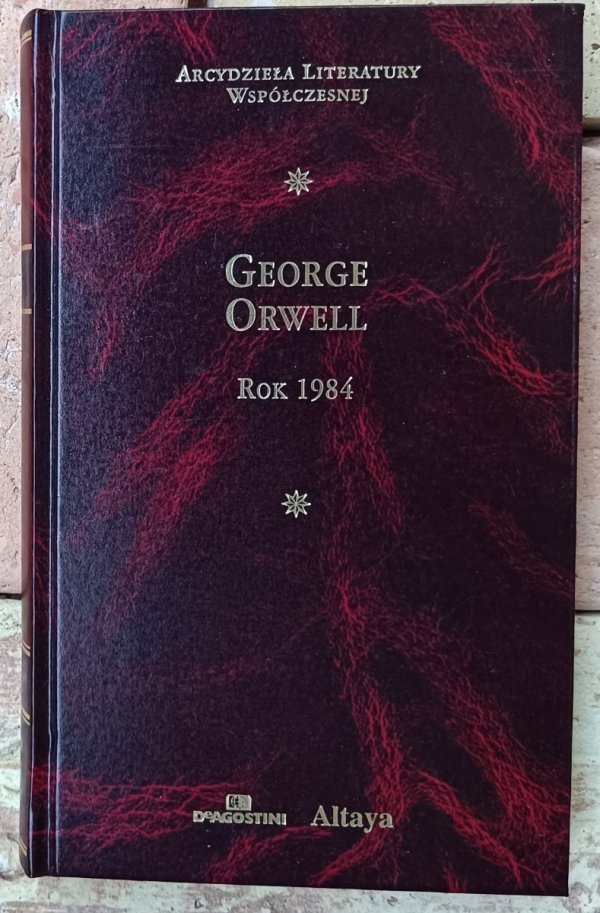 Arcydzieła Literatury
Współczesnej
George
Orwell
Rok 1984
DeAGOSTINI Altaya